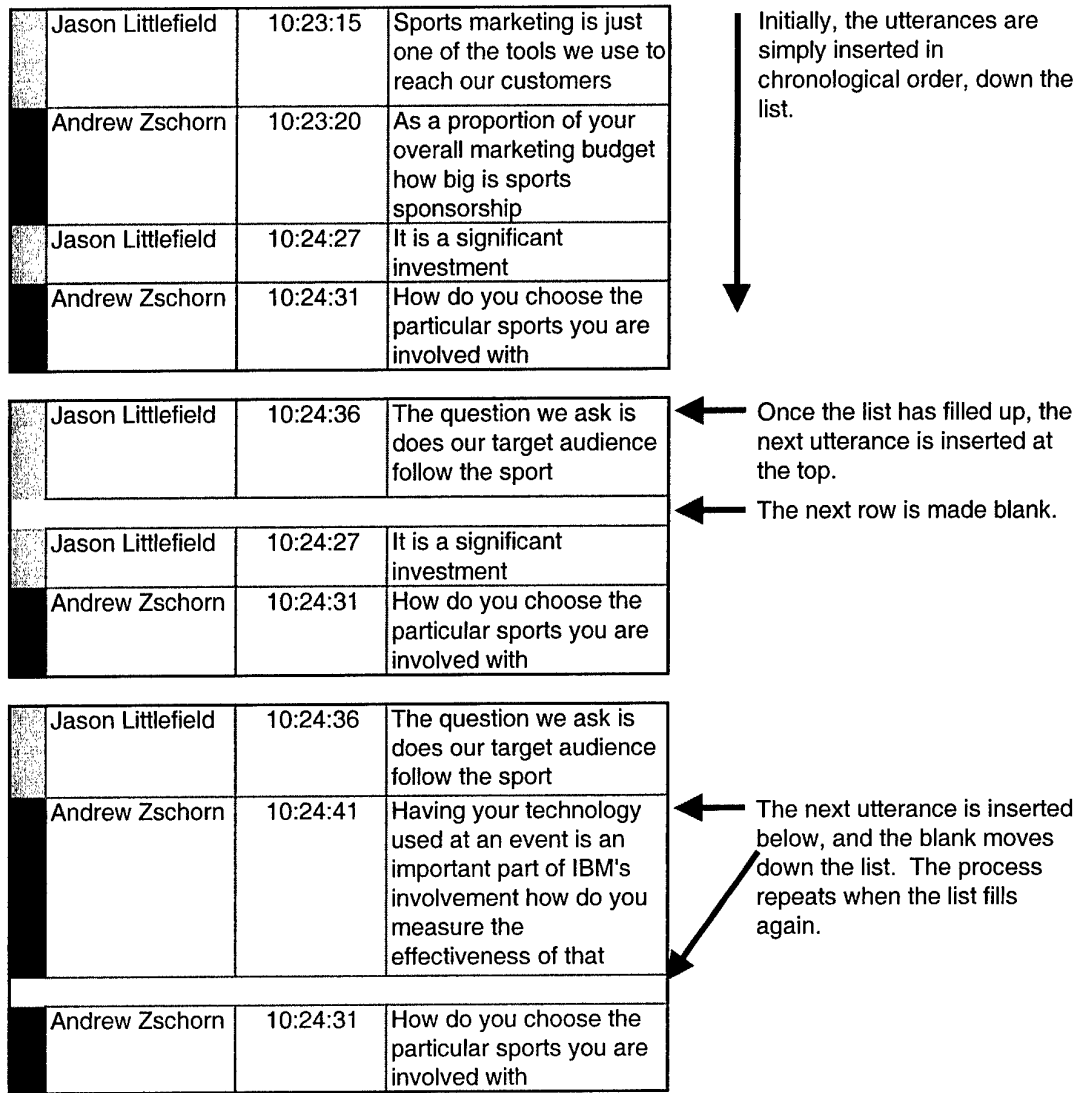 Jason Littlefield 10:23:15 Sports marketing is just
one of the tools we use to
reach our customers
Andrew Zschorn 10:23:20 As a proportion of your
overall marketing budget
how big is sports
sponsorship
Jason Littlefield 10:24:27 It is a significant
investment
Andrew Zschorn 10:24:31 How do you choose the
particular sports you are
involved with
Initially, the utterances are
simply inserted in
chronological order, down the
list.
Jason Littlefield 10:24:36 The question we ask is
does our target audience
follow the sport
Jason Littlefield 10:24:27 It is a significant
investment
Andrew Zschorn 10:24:31 How do you choose the
particular sports you are
involved with
Once the list has filled up, the
next utterance is inserted at
the top.
The next row is made blank.
Jason Littlefield 10:24:36 The question we ask is
does our target audience
follow the sport
Andrew Zschorn 10:24:41 Having your technology
used at an event is an
important part of IBM's
involvement how do you
measure the
effectiveness of that
Andrew Zschorn 10:24:31 How do you choose the
particular sports you are
involved with
The next utterance is inserted
below, and the blank moves
down the list. The process
repeats when the list fills
again.